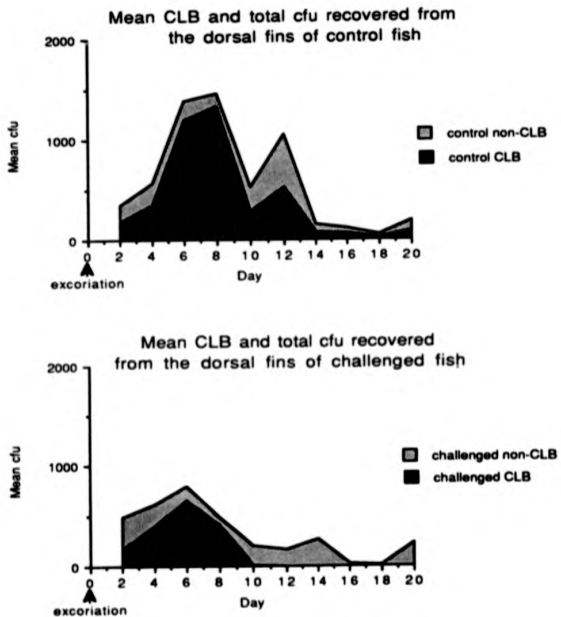 Mean CLB and total cfu recovered from
the dorsal fins of control fish
2000
1000
0
Mean cfu
control non-CLB
control CLB
0 2 4 6 8 10 12 14 16 18 20
Day
excoriation
Mean CLB and total cfu recovered
from the dorsal fins of challenged fish
2000
1000
0
Mean cfu
challenged non-CLB
challenged CLB
0 2 4 6 8 10 12 14 16 18 20
Day
excoriation